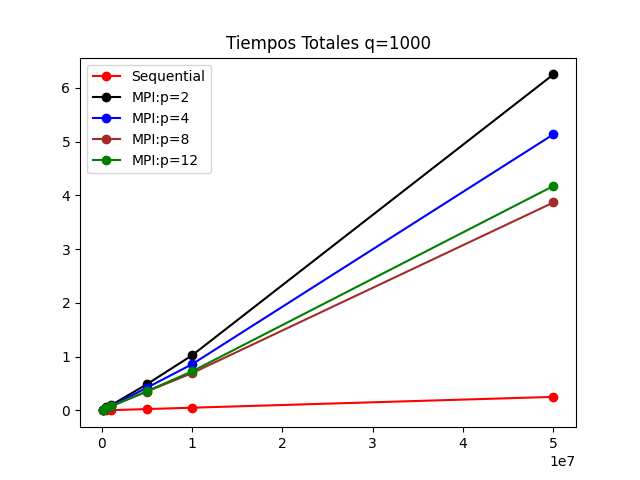 Tiempos Totales q=1000
Sequential
MPI:p=2
MPI:p=4
MPI:p=8
MPI:p=12
6
5
4
3
2
1
0
0 1 2 3 4 5
1e7